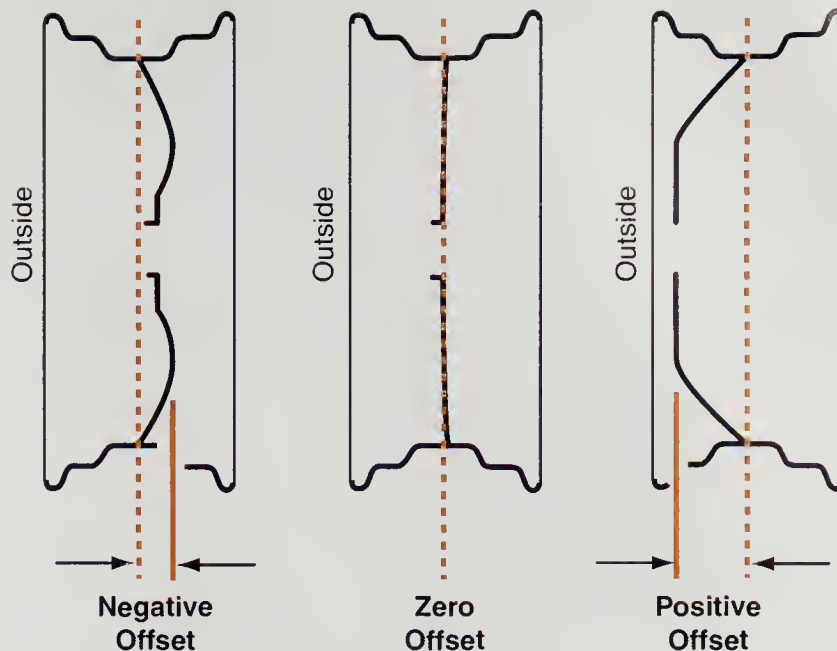 Outside
Outside
Outside
Negative
Offset
Zero
Offset
Positive
Offset